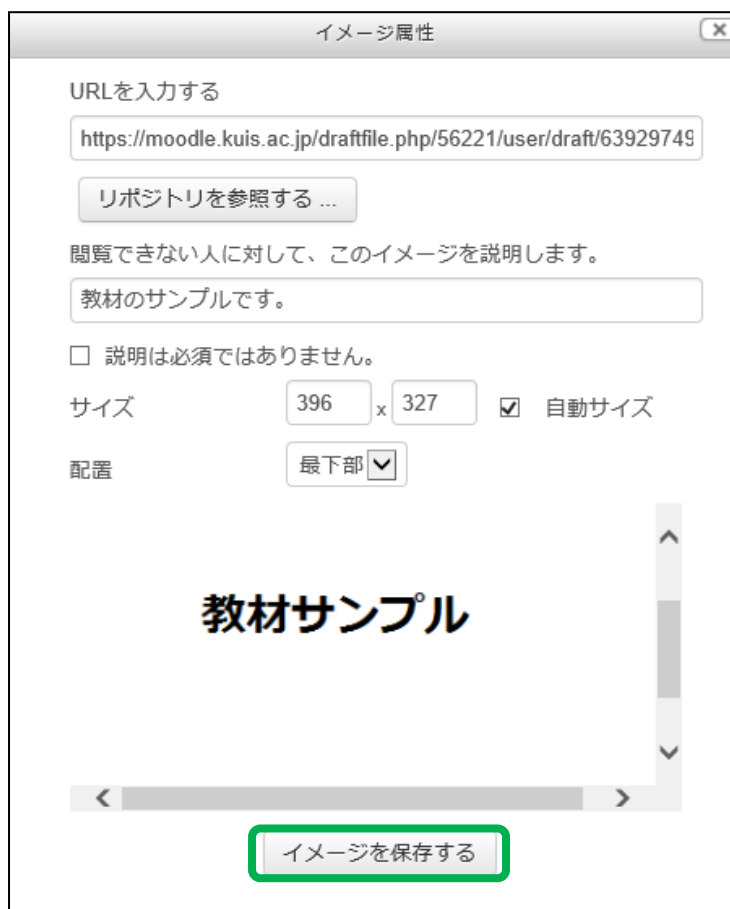 イメージ属性
URLを入力する
https://moodle.kuis.ac.jp/draftfile.php/56221/user/draft/63929749
リポジトリを参照する ...
閲覧できない人に対して、このイメージを説明します。
教材のサンプルです。
説明は必須ではありません。
サイズ 396 x 327 自動サイズ
配置 最下部
教材サンプル
イメージを保存する